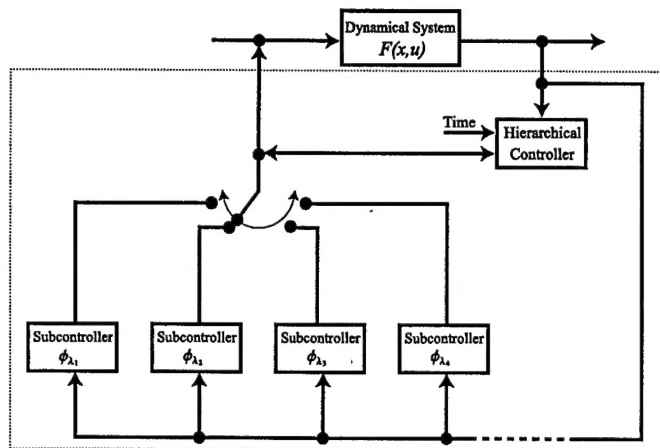 Dynamical System
F(x,u)
Time
Hierarchical
Controller
Subcontroller
ϕλ₁
Subcontroller
ϕλ₂
Subcontroller
ϕλ₃
Subcontroller
ϕλ₄